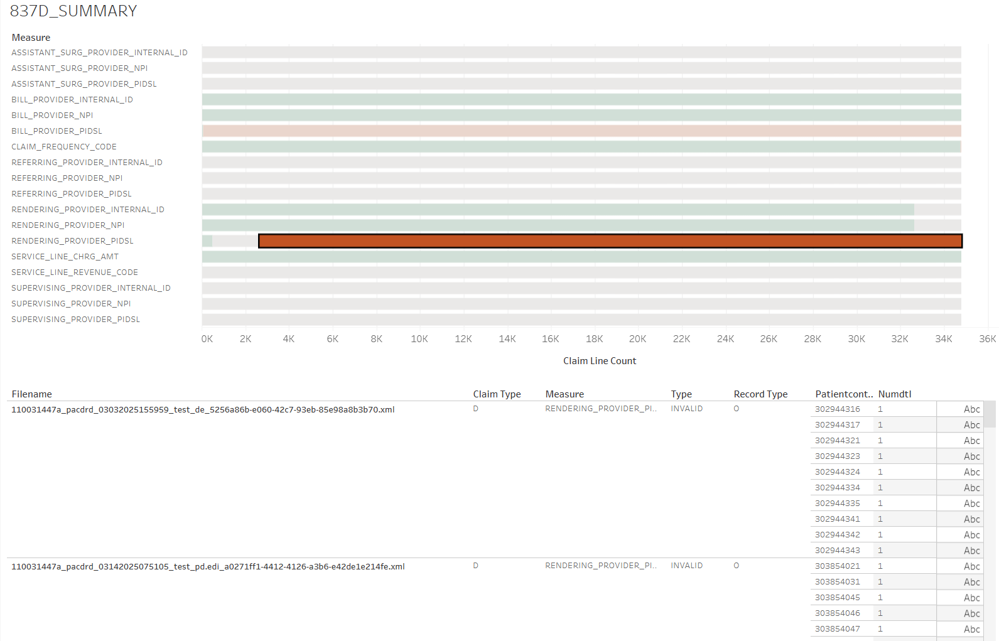 837D_SUMMARY
Measure
ASSISTANT_SURG_PROVIDER_INTERNAL_ID
ASSISTANT_SURG_PROVIDER_NPI
ASSISTANT_SURG_PROVIDER_PIDSL
BILL_PROVIDER_INTERNAL_ID
BILL_PROVIDER_NPI
BILL_PROVIDER_PIDSL
CLAIM_FREQUENCY_CODE
REFERRING_PROVIDER_INTERNAL_ID
REFERRING_PROVIDER_NPI
REFERRING_PROVIDER_PIDSL
RENDERING_PROVIDER_INTERNAL_ID
RENDERING_PROVIDER_NPI
RENDERING_PROVIDER_PIDSL
SERVICE_LINE_CHRG_AMT
SERVICE_LINE_REVENUE_CODE
SUPERVISING_PROVIDER_INTERNAL_ID
SUPERVISING_PROVIDER_NPI
SUPERVISING_PROVIDER_PIDSL
0K 2K 4K 6K 8K 10K 12K 14K 16K 18K 20K 22K 24K 26K 28K 30K 32K 34K 36K
Claim Line Count
Filename Claim Type Measure Type Record Type Patientcont.. Numdtl
110031447a_pacdrd_03032025155959_test_de_5256a86b-e060-42c7-93eb-85e98a8b3b70.xml D RENDERING_PROVIDER_PI.. INVALID O 302944316 1 Abc
302944317 1 Abc
302944321 1 Abc
302944323 1 Abc
302944324 1 Abc
302944334 1 Abc
302944335 1 Abc
302944341 1 Abc
302944342 1 Abc
302944343 1 Abc
110031447a_pacdrd_03142025075105_test_pd.edi_a0271ff1-4412-4126-a3b6-e42de1e214fe.xml D RENDERING_PROVIDER_PI.. INVALID O 303854021 1 Abc
303854031 1 Abc
303854045 1 Abc
303854046 1 Abc
303854047 1 Abc